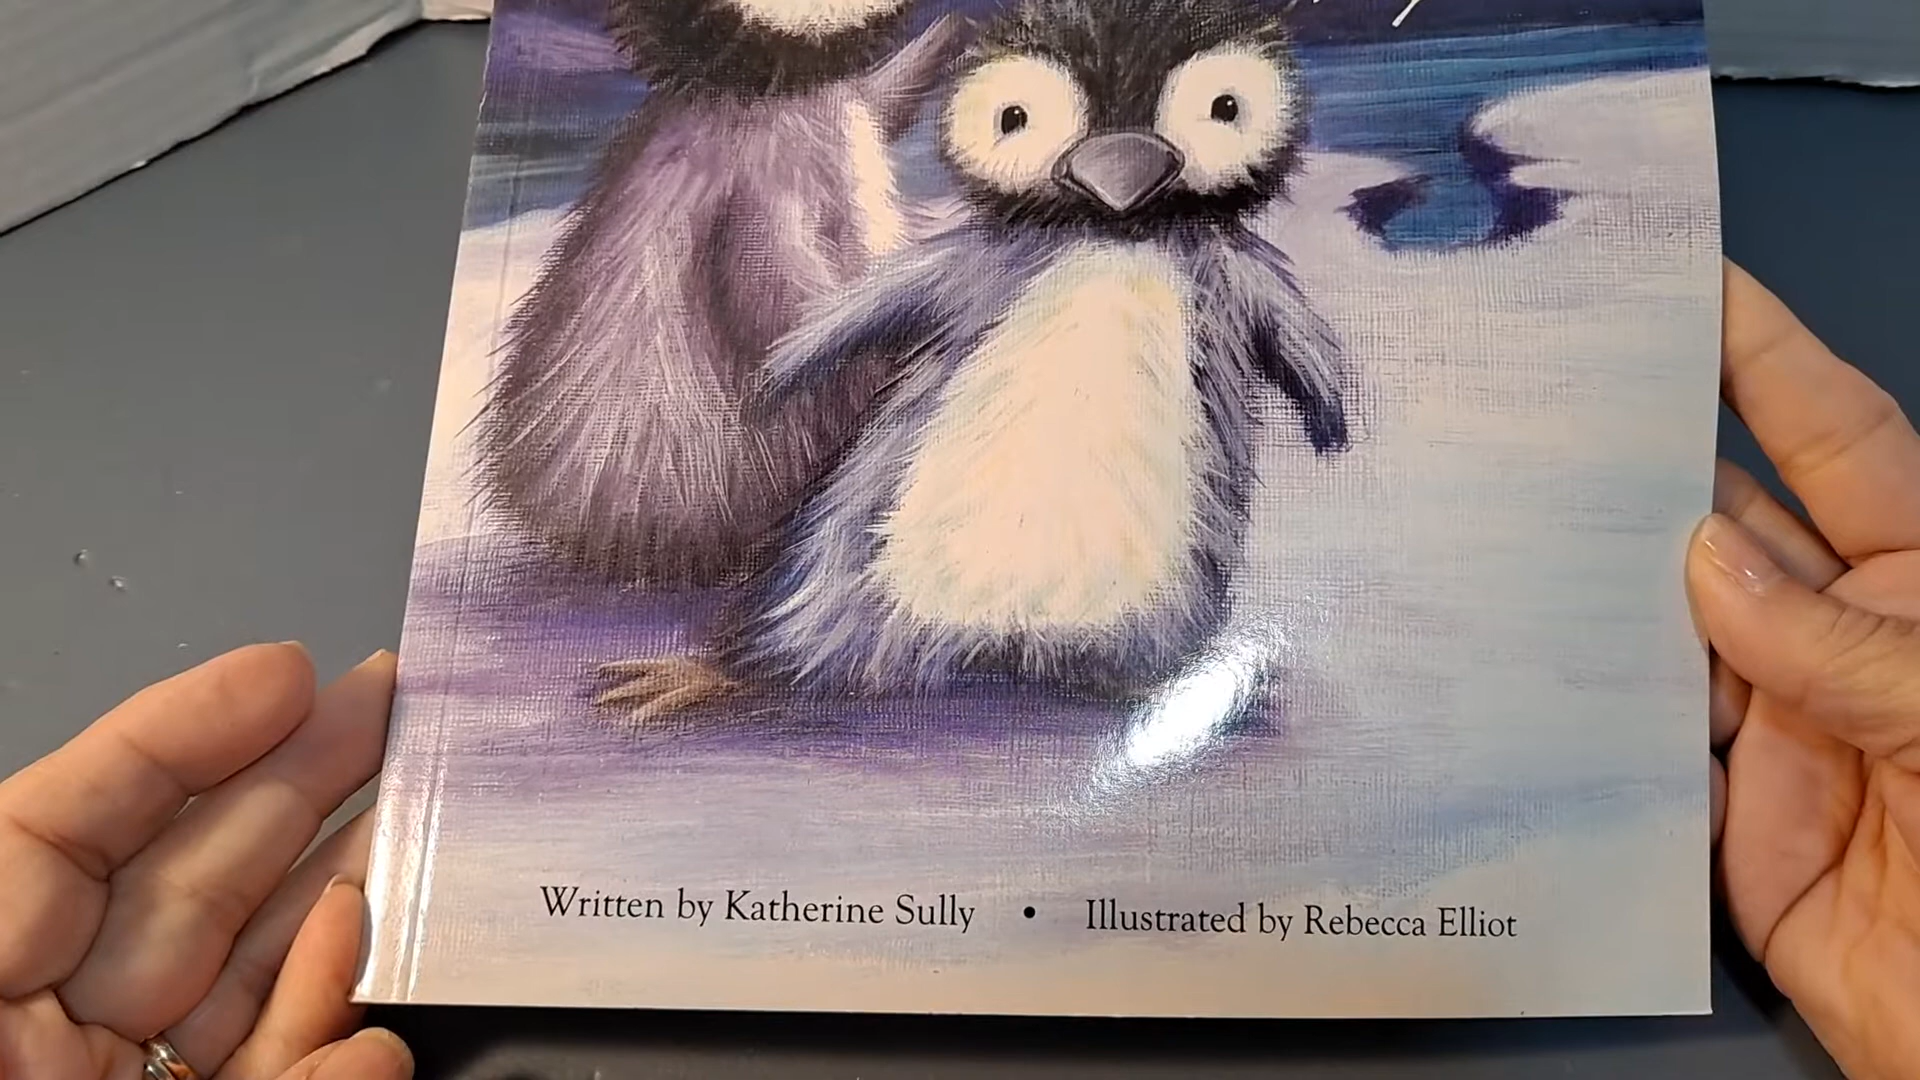 Written by Katherine Sully • Illustrated by Rebecca Elliot